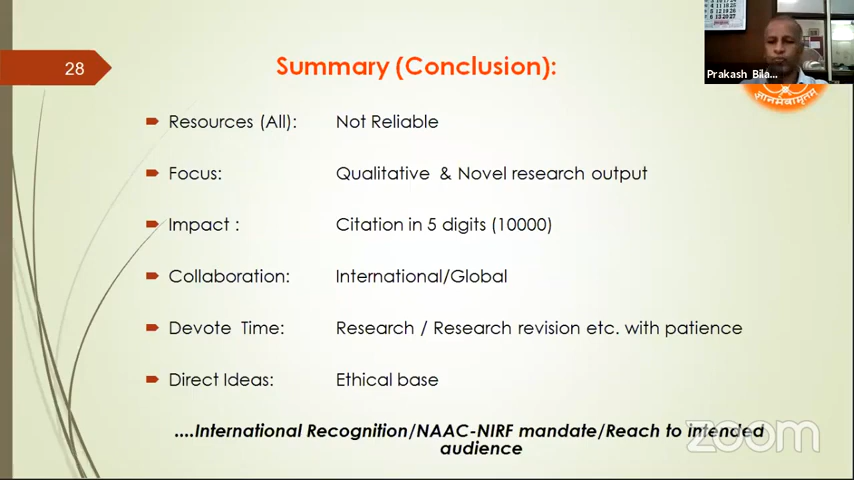 28
Summary (Conclusion):
Prakash Bila...
ज्ञानमेवामृतम्
Resources (All): Not Reliable
Focus: Qualitative & Novel research output
Impact : Citation in 5 digits (10000)
Collaboration: International/Global
Devote Time: Research / Research revision etc. with patience
Direct Ideas: Ethical base
....International Recognition/NAAC-NIRF mandate/Reach to intended
audience
zoom